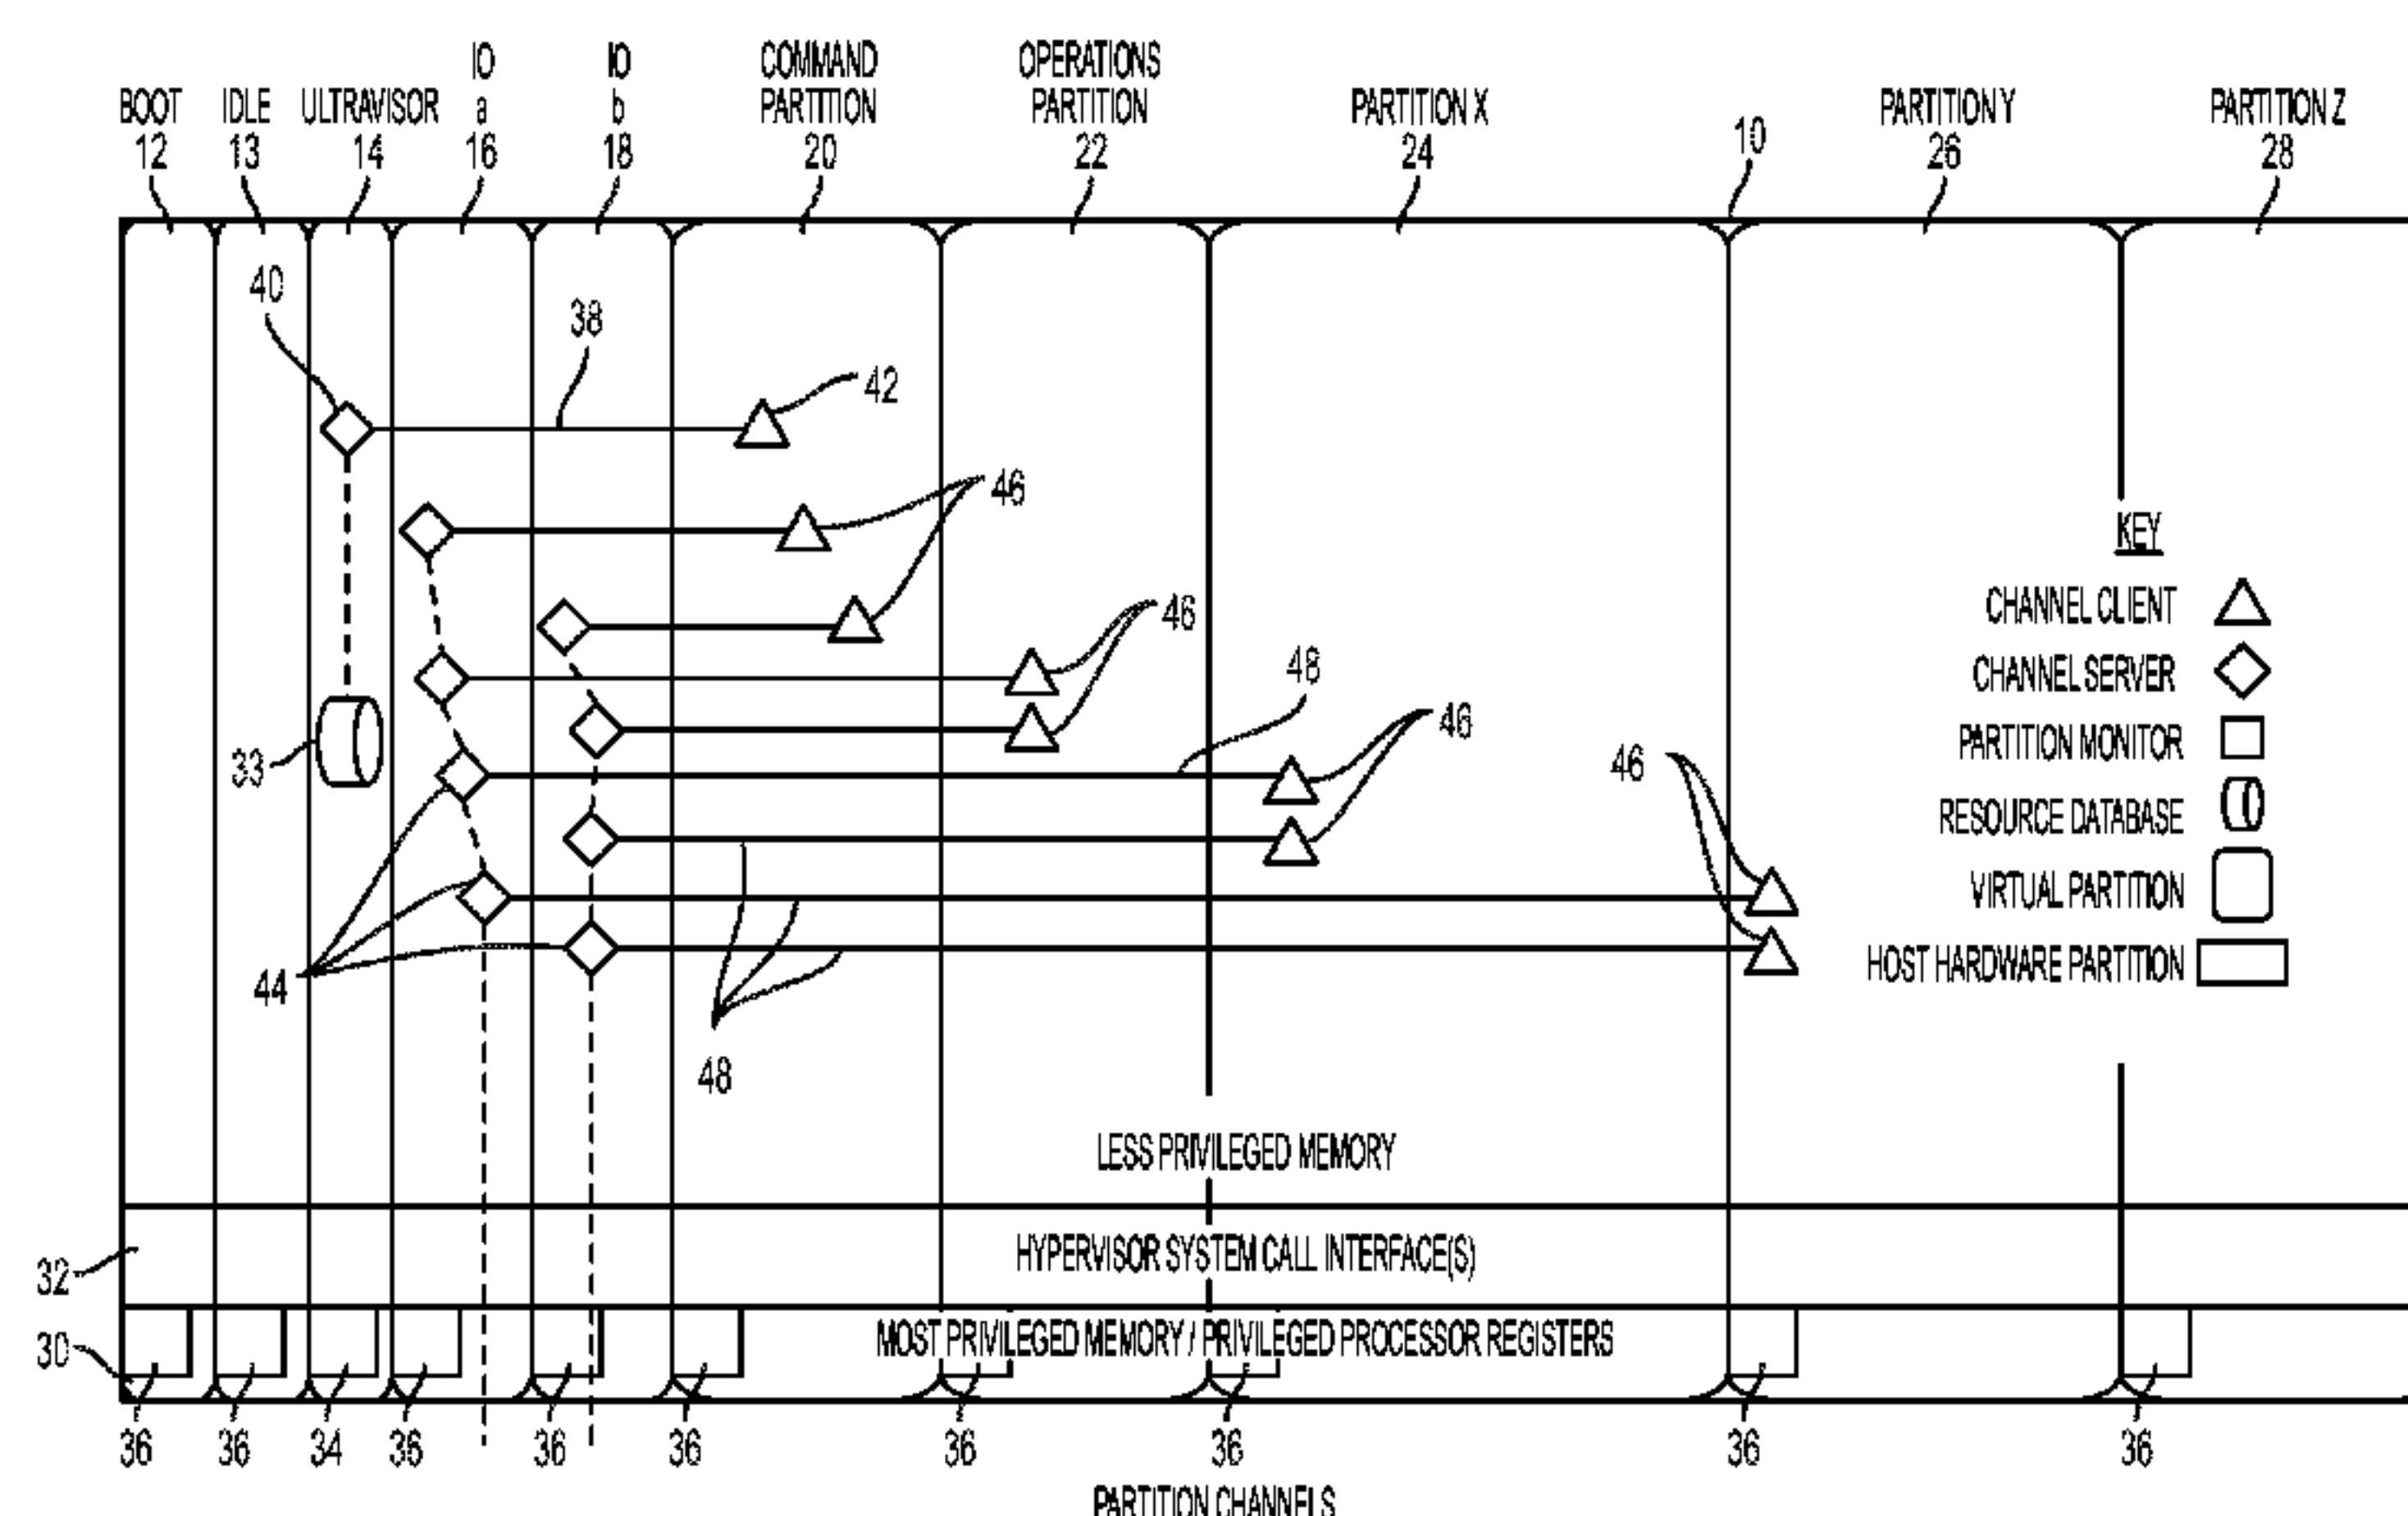 IO
IO
COMMAND
OPERATIONS
BOOT
IDLE
ULTRAVISOR
a
b
PARTITION
PARTITION
PARTITION X
PARTITION Y
PARTITION Z
12
13
14
16
18
20
22
24
10
26
28
40
38
42
46
KEY
CHANNEL CLIENT
46
48
CHANNEL SERVER
46
46
PARTITION MONITOR
33
RESOURCE DATABASE
VIRTUAL PARTITION
44
HOST HARDWARE PARTITION
48
LESS PRIVILEGED MEMORY
32
HYPERVISOR SYSTEM CALL INTERFACE(S)
30
MOST PRIVILEGED MEMORY / PRIVILEGED PROCESSOR REGISTERS
36
36
34
36
36
36
36
36
36
36
PARTITION CHANNELS